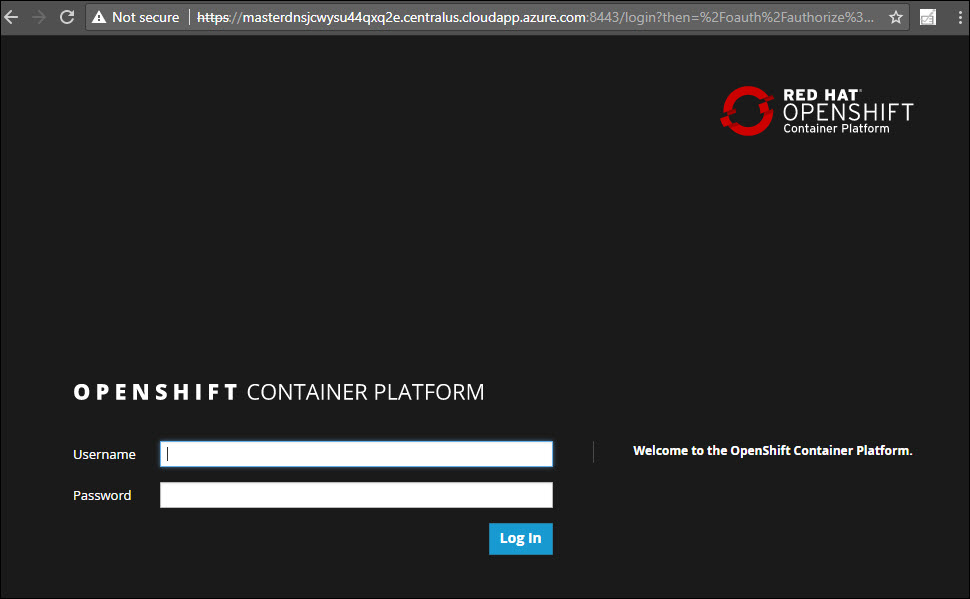 Not secure | https://masterdnsjcwysu44qxq2e.centralus.cloudapp.azure.com:8443/login?then=%2Foauth%2Fauthorize%3...
RED HAT®
OPENSHIFT
Container Platform
OPENSHIFT CONTAINER PLATFORM
Username
Welcome to the OpenShift Container Platform.
Password
Log In